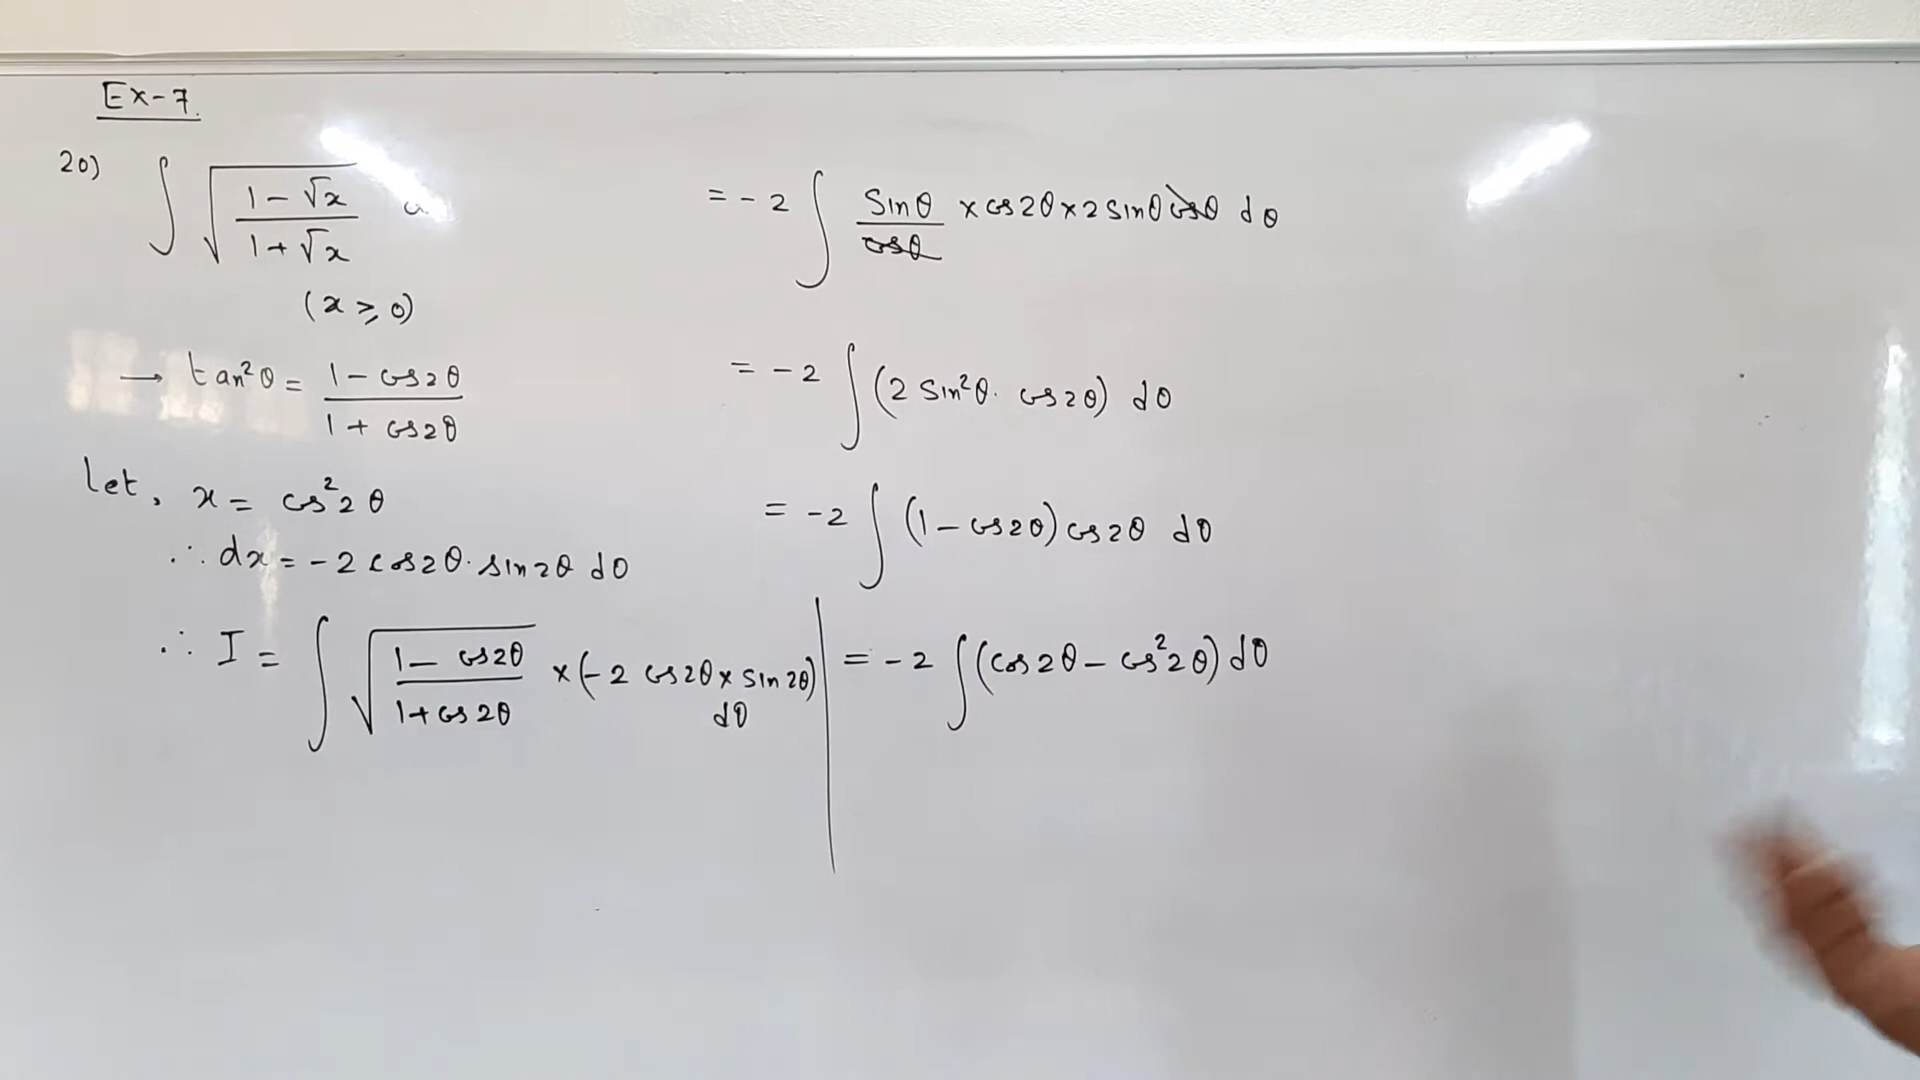 Ex-7.
20) ∫ √((1 - √x)/(1 + √x))
(x ⩾ 0)
→ tan²θ = (1 - cos2θ)/(1 + cos2θ)
Let, x = cos²2θ
∴ dx = -2 cos2θ · sin2θ dθ
∴ I = ∫ √((1 - cos2θ)/(1 + cos2θ)) × (-2 cos2θ × sin2θ) dθ
= -2 ∫ sinθ/cosθ × cos2θ × 2 sinθ cosθ dθ
= -2 ∫ (2 sin²θ · cos2θ) dθ
= -2 ∫ (1 - cos2θ) cos2θ dθ
= -2 ∫ (cos2θ - cos²2θ) dθ